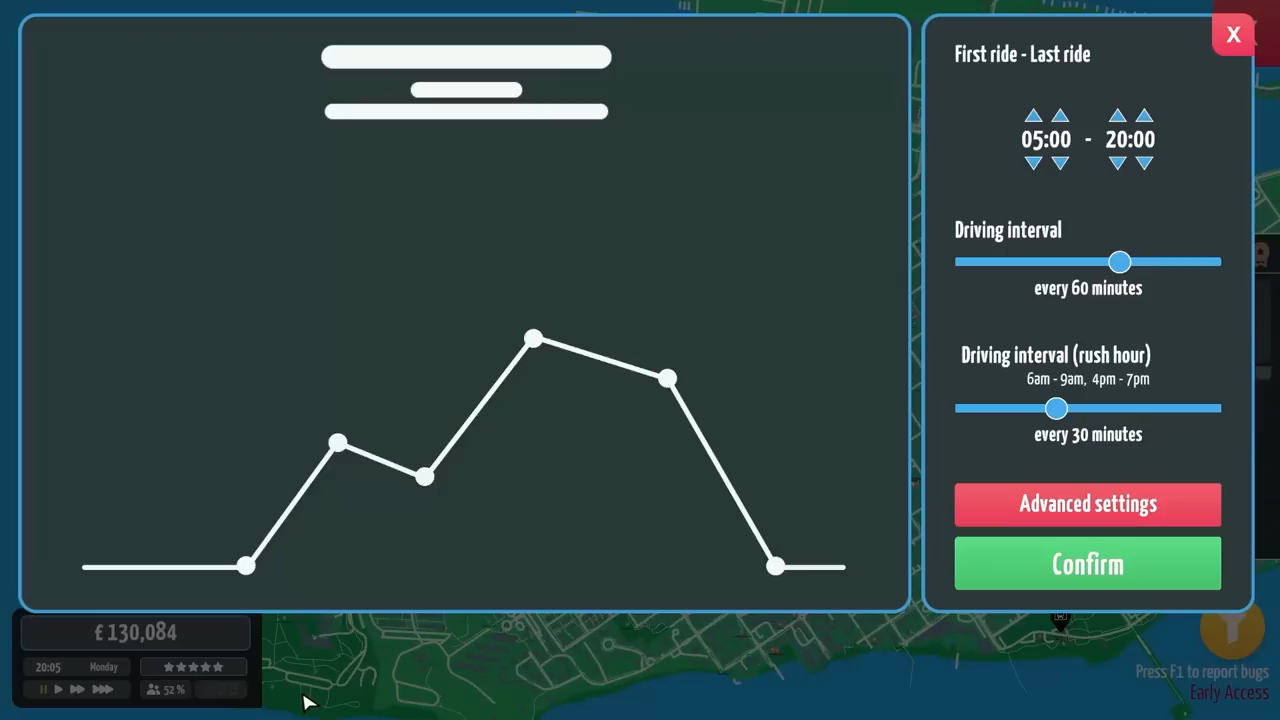 X
First ride - Last ride
05:00 - 20:00
Driving interval
every 60 minutes
Driving interval (rush hour)
6am - 9am, 4pm - 7pm
every 30 minutes
Advanced settings
Confirm
£ 130,084
20:05 Monday
52 %
Press F1 to report bugs
Early Access